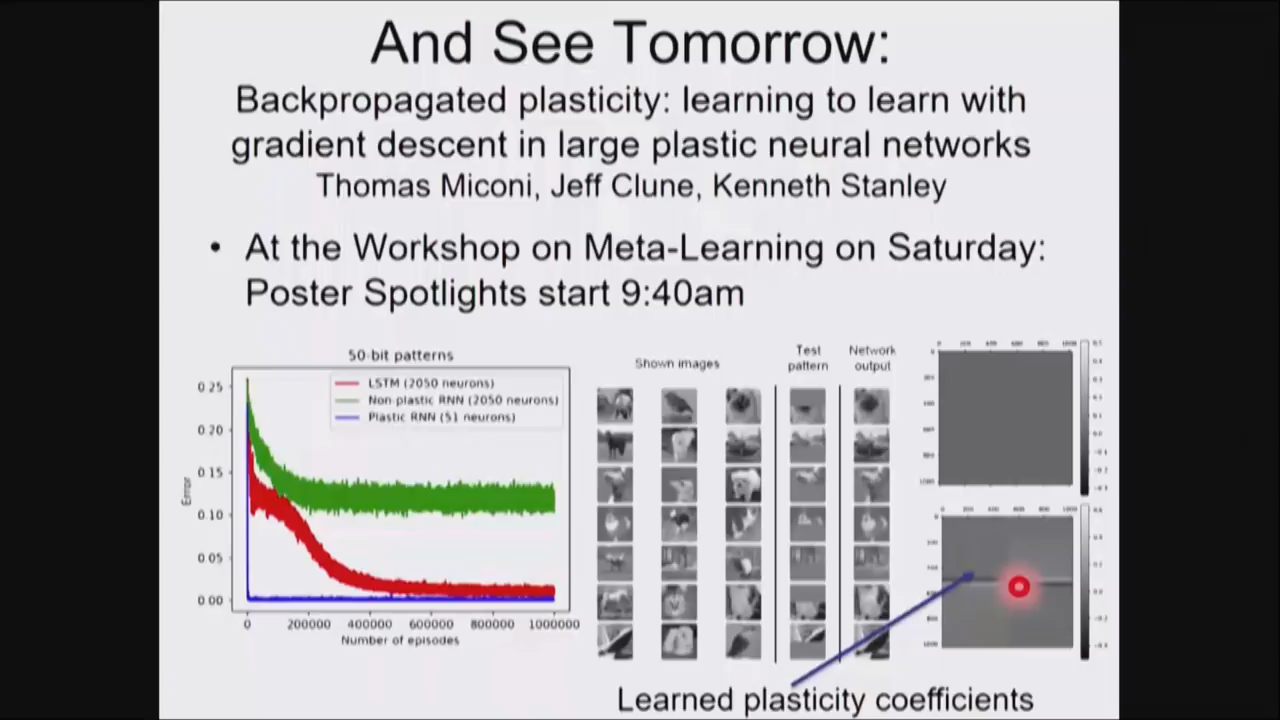 And See Tomorrow:
Backpropagated plasticity: learning to learn with
gradient descent in large plastic neural networks
Thomas Miconi, Jeff Clune, Kenneth Stanley
• At the Workshop on Meta-Learning on Saturday:
Poster Spotlights start 9:40am
50-bit patterns
LSTM (2050 neurons)
Non-plastic RNN (2050 neurons)
Plastic RNN (51 neurons)
Error
0.25
0.20
0.15
0.10
0.05
0.00
0 200000 400000 600000 800000 1000000
Number of episodes
Shown images
Test
pattern
Network
output
Learned plasticity coefficients